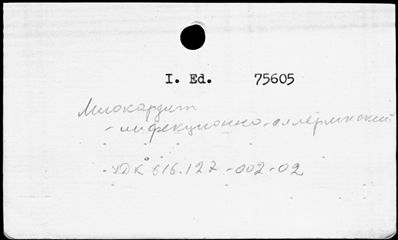 I. Ed. 75605
Миокардит
-инфекционно-аллергический
УДК 616.127-002-02